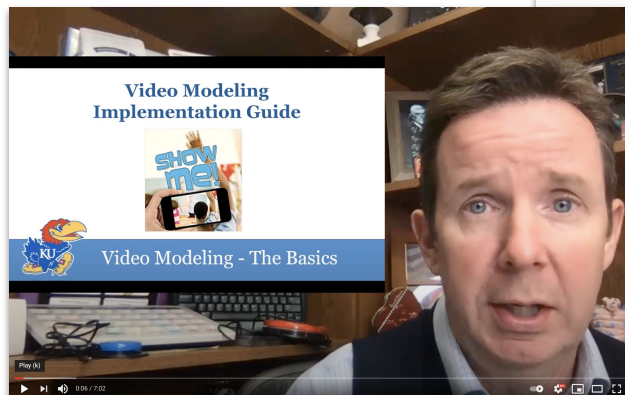 Video Modeling
Implementation Guide
SHOW
ME!
KU
Video Modeling - The Basics
Play (k)
0:06 / 7:02